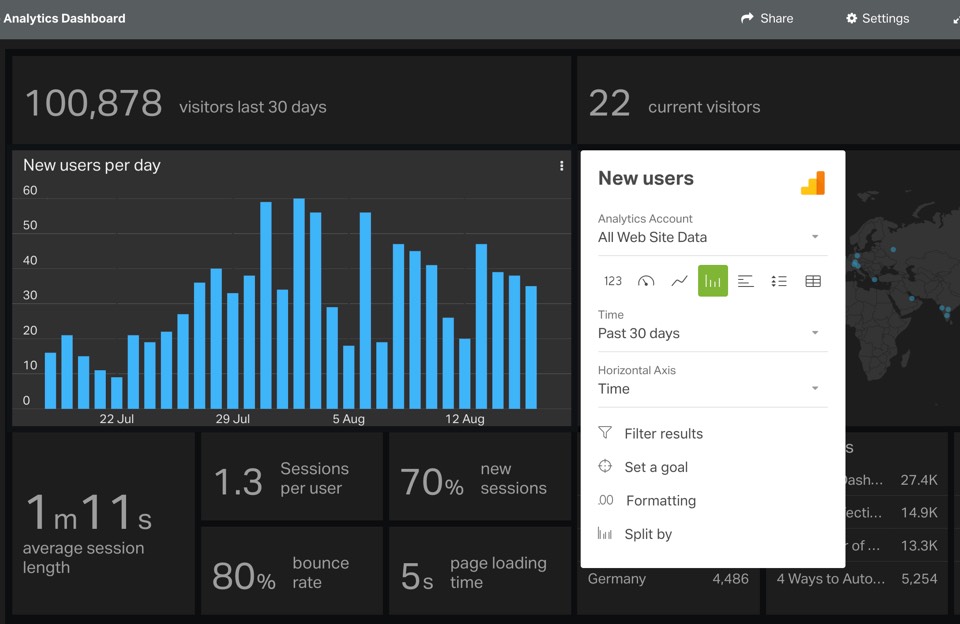 Analytics Dashboard
Share
Settings
100,878 visitors last 30 days
22 current visitors
New users per day
60
50
40
30
20
10
0
22 Jul
29 Jul
5 Aug
12 Aug
New users
Analytics Account
All Web Site Data
123
Time
Past 30 days
Horizontal Axis
Time
Filter results
Set a goal
.00 Formatting
Split by
1m11s
average session
length
1.3 Sessions
per user
70% new
sessions
80% bounce
rate
5s page loading
time
Germany 4,486
s
Dash... 27.4K
ecti... 14.9K
r of ... 13.3K
4 Ways to Auto... 5,254